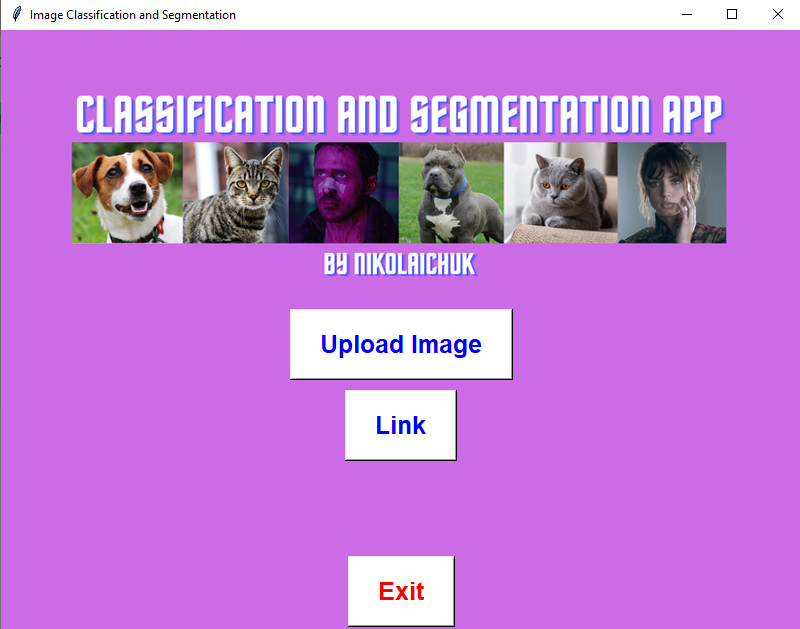 Image Classification and Segmentation
CLASSIFICATION AND SEGMENTATION APP
BY NIKOLAICHUK
Upload Image
Link
Exit